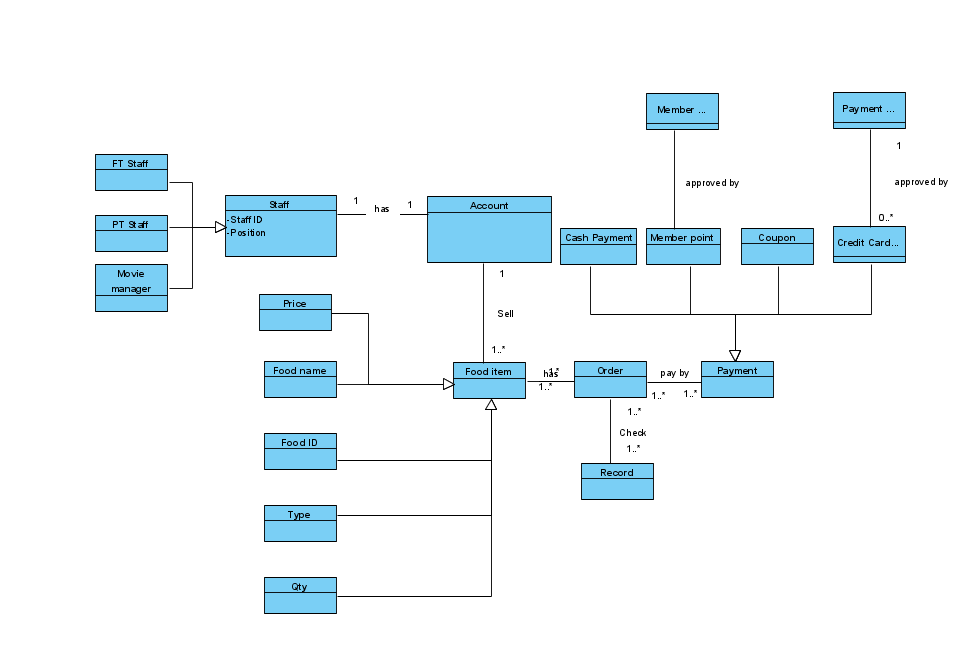 Member ...
Payment ...
1
approved by
approved by
0..*
FT Staff
PT Staff
Movie
manager
Staff
-Staff ID
-Position
1
has
1
Account
Cash Payment
Member point
Coupon
Credit Card...
1
Sell
1..*
Price
Food name
Food item
has
1..*
1..*
Order
pay by
1..*
1..*
Payment
1..*
Check
1..*
Record
Food ID
Type
Qty